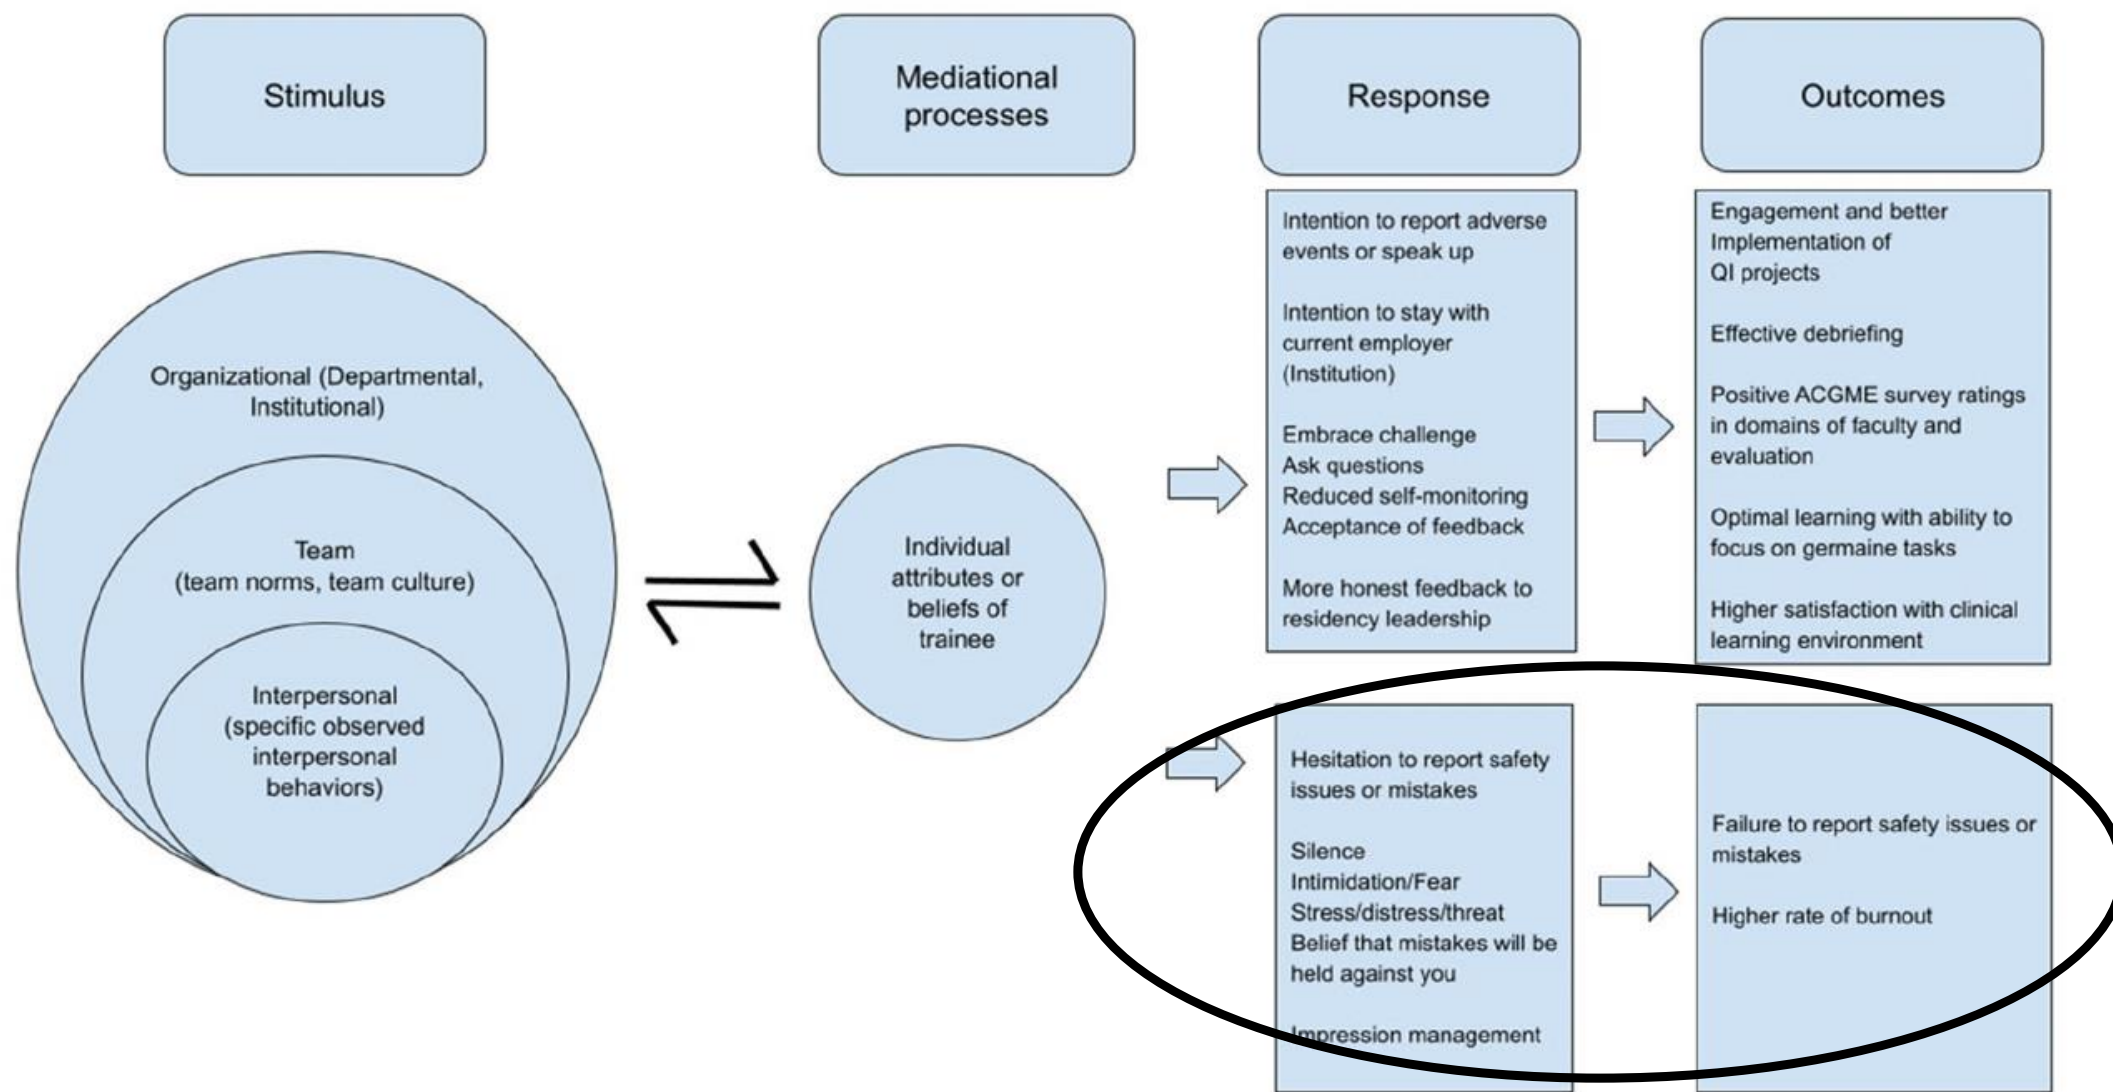 Stimulus
Mediational
processes
Response
Outcomes
Organizational (Departmental,
Institutional)
Team
(team norms, team culture)
Interpersonal
(specific observed
interpersonal
behaviors)
Individual
attributes or
beliefs of
trainee
Intention to report adverse
events or speak up
Intention to stay with
current employer
(Institution)
Embrace challenge
Ask questions
Reduced self-monitoring
Acceptance of feedback
More honest feedback to
residency leadership
Engagement and better
Implementation of
QI projects
Effective debriefing
Positive ACGME survey ratings
in domains of faculty and
evaluation
Optimal learning with ability to
focus on germaine tasks
Higher satisfaction with clinical
learning environment
Hesitation to report safety
issues or mistakes
Silence
Intimidation/Fear
Stress/distress/threat
Belief that mistakes will be
held against you
Impression management
Failure to report safety issues or
mistakes
Higher rate of burnout